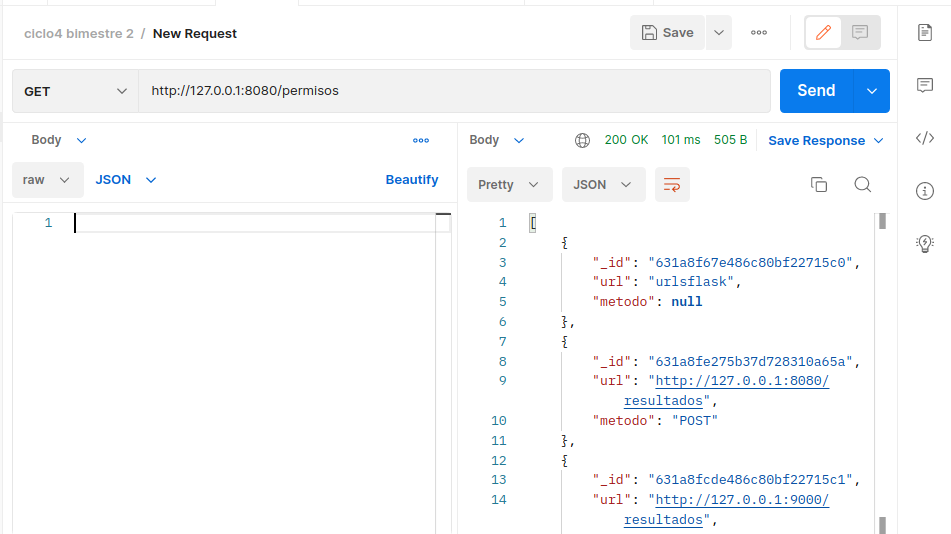 ciclo4 bimestre 2 / New Request
Save
GET
http://127.0.0.1:8080/permisos
Send
Body
raw
JSON
Beautify
1
Body
200 OK 101 ms 505 B
Save Response
Pretty
JSON
1 [
2 {
3 "_id": "631a8f67e486c80bf22715c0",
4 "url": "urlsflask",
5 "metodo": null
6 },
7 {
8 "_id": "631a8fe275b37d728310a65a",
9 "url": "http://127.0.0.1:8080/
resultados",
10 "metodo": "POST"
11 },
12 {
13 "_id": "631a8fcde486c80bf22715c1",
14 "url": "http://127.0.0.1:9000/
resultados",